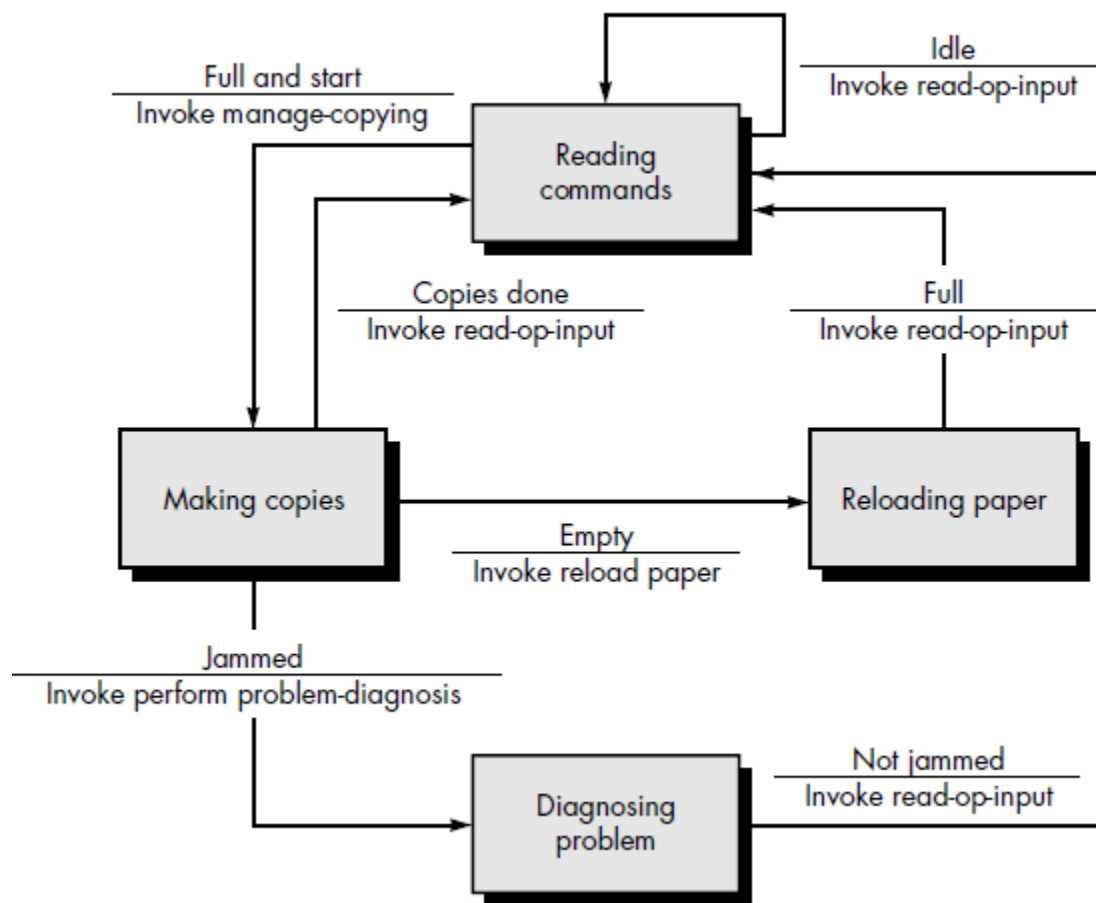 Full and start
Invoke manage-copying
Idle
Invoke read-op-input
Reading
commands
Copies done
Invoke read-op-input
Full
Invoke read-op-input
Making copies
Reloading paper
Empty
Invoke reload paper
Jammed
Invoke perform problem-diagnosis
Diagnosing
problem
Not jammed
Invoke read-op-input